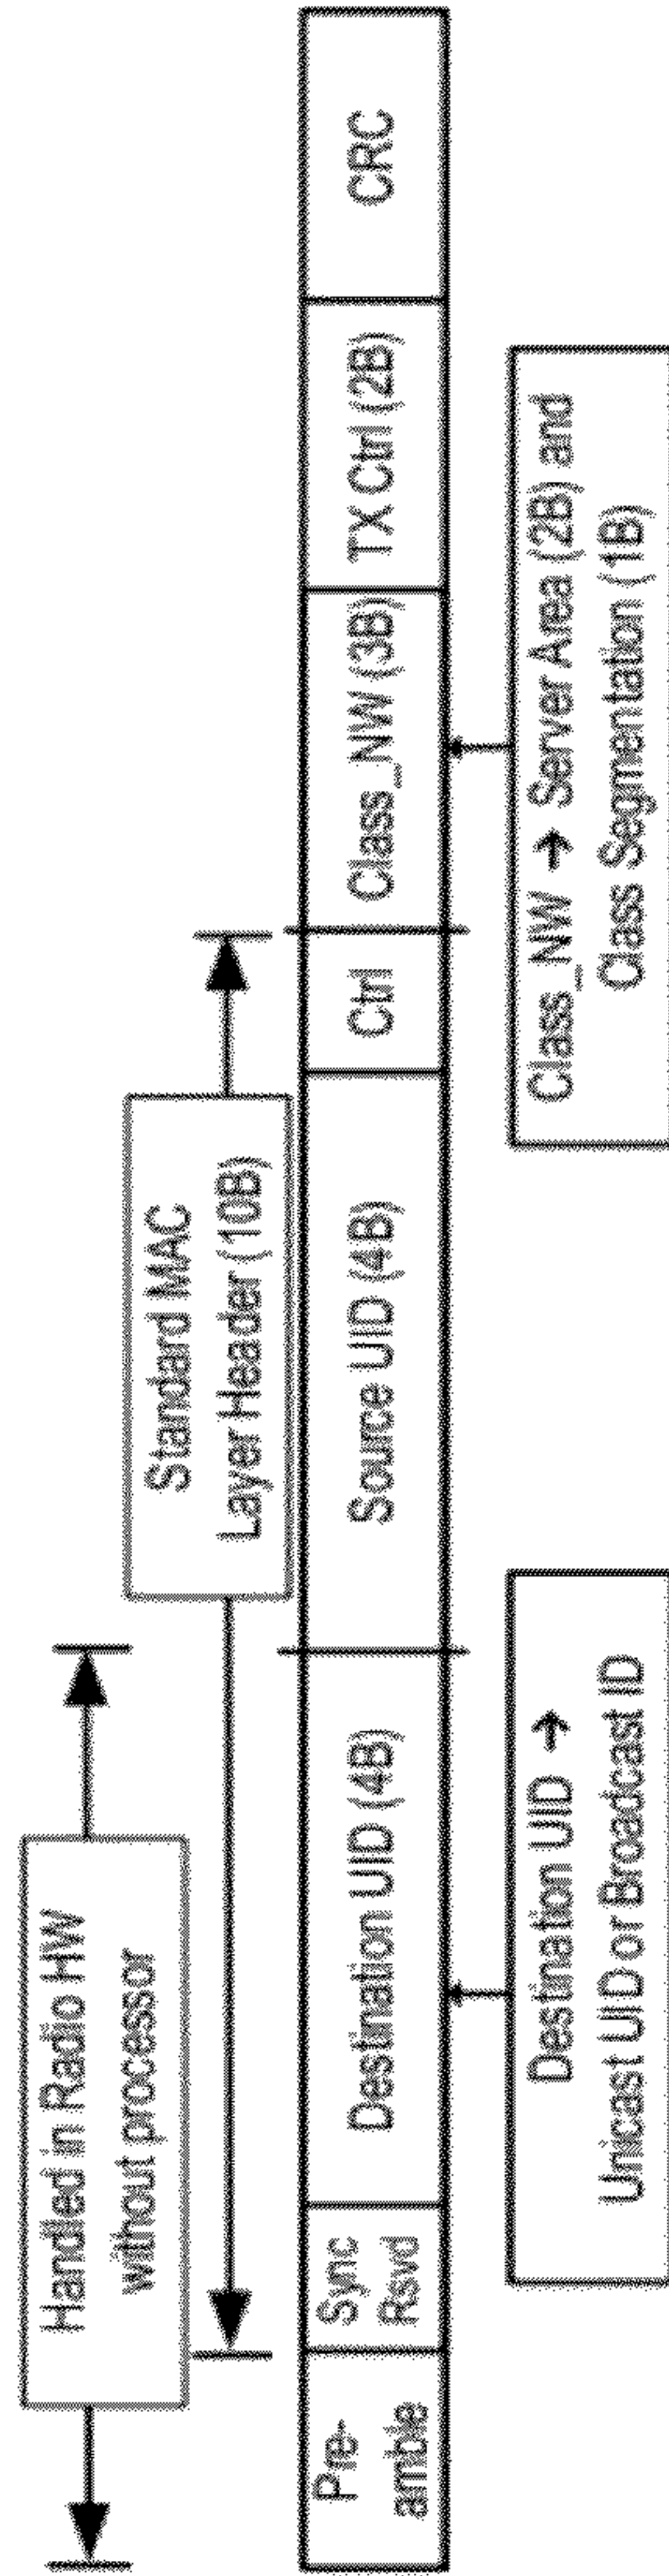 Handled in Radio HW
without processor
Standard MAC
Layer Header (10B)
Pre-
amble
Sync
Rsvd
Destination UID (4B)
Source UID (4B)
Ctrl
Class_NW (3B)
TX Ctrl (2B)
CRC
Destination UID →
Unicast UID or Broadcast ID
Class_NW → Server Area (2B) and
Class Segmentation (1B)